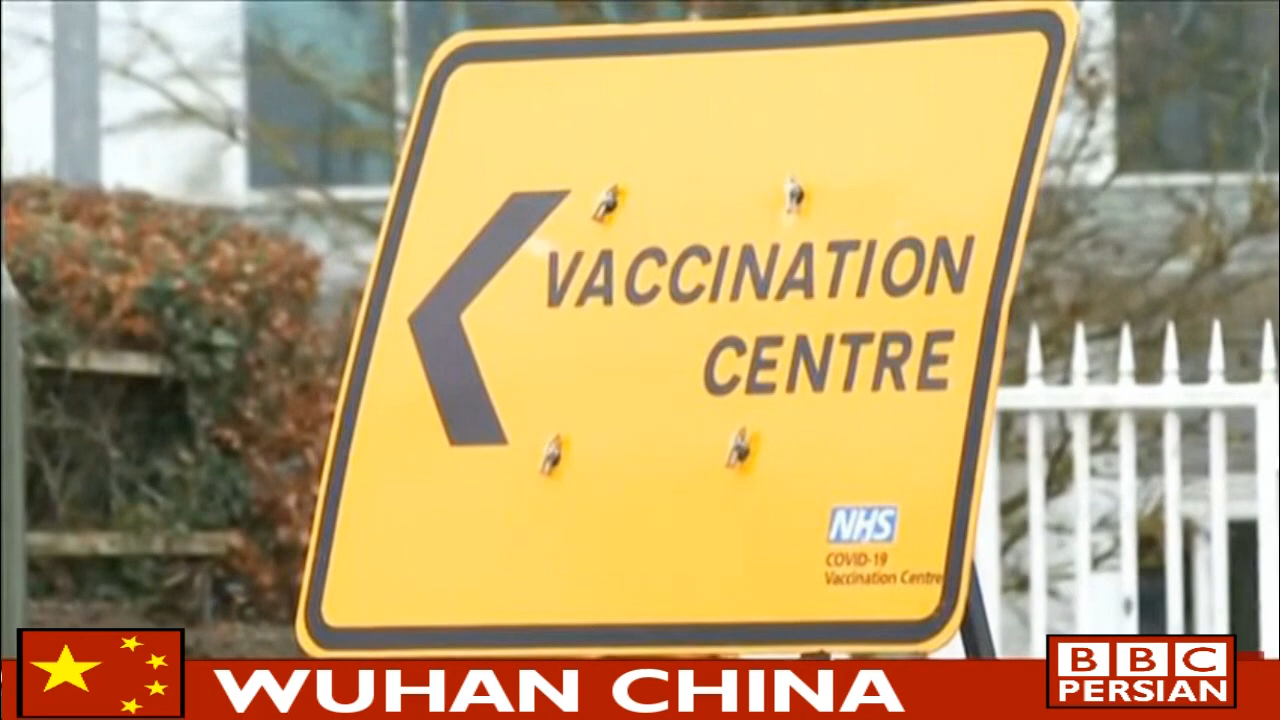 VACCINATION
CENTRE
NHS
COVID-19
Vaccination Centre
WUHAN CHINA
BBC
PERSIAN